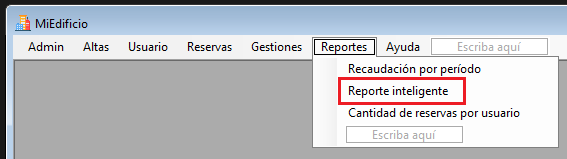 MiEdificio
Admin Altas Usuario Reservas Gestiones Reportes Ayuda Escriba aquí
Recaudación por período
Reporte inteligente
Cantidad de reservas por usuario
Escriba aquí